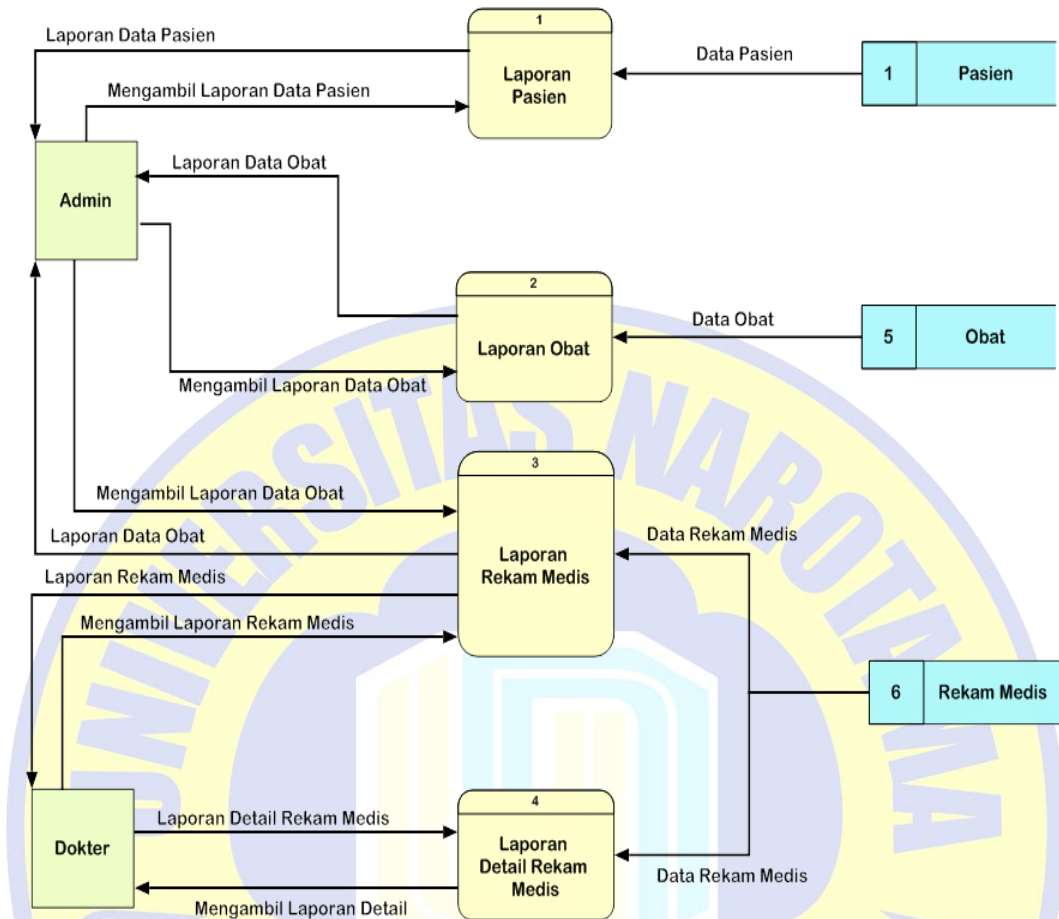 1
Laporan Data Pasien
Data Pasien
Laporan
Pasien
1
Pasien
Mengambil Laporan Data Pasien
Laporan Data Obat
Admin
2
Data Obat
Laporan Obat
5
Obat
Mengambil Laporan Data Obat
3
Mengambil Laporan Data Obat
Laporan Data Obat
Data Rekam Medis
Laporan
Rekam Medis
Laporan Rekam Medis
Mengambil Laporan Rekam Medis
6
Rekam Medis
4
Laporan Detail Rekam Medis
Dokter
Laporan
Detail Rekam
Medis
Data Rekam Medis
Mengambil Laporan Detail
UNIVERSITAS NAROTAMA